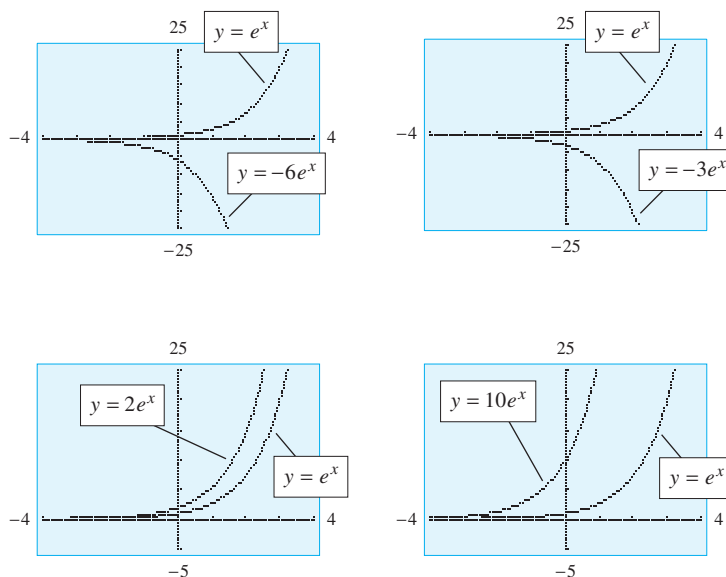 25
y = e^x
−4
4
y = −6e^x
−25
25
y = e^x
−4
4
y = −3e^x
−25
25
y = 2e^x
y = e^x
−4
4
−5
25
y = 10e^x
y = e^x
−4
4
−5